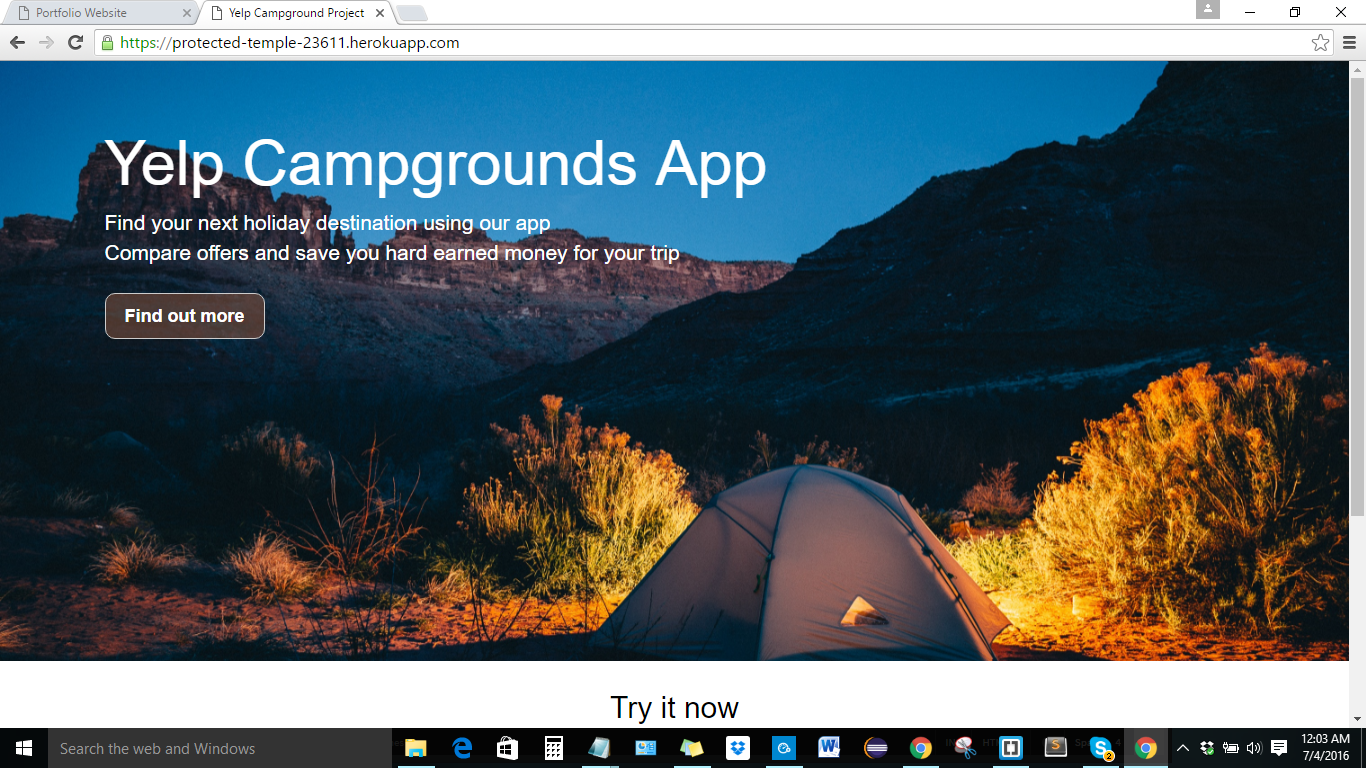 Portfolio Website
Yelp Campground Project
https://protected-temple-23611.herokuapp.com
Yelp Campgrounds App
Find your next holiday destination using our app
Compare offers and save you hard earned money for your trip
Find out more
Try it now
Search the web and Windows
2
12:03 AM
7/4/2016